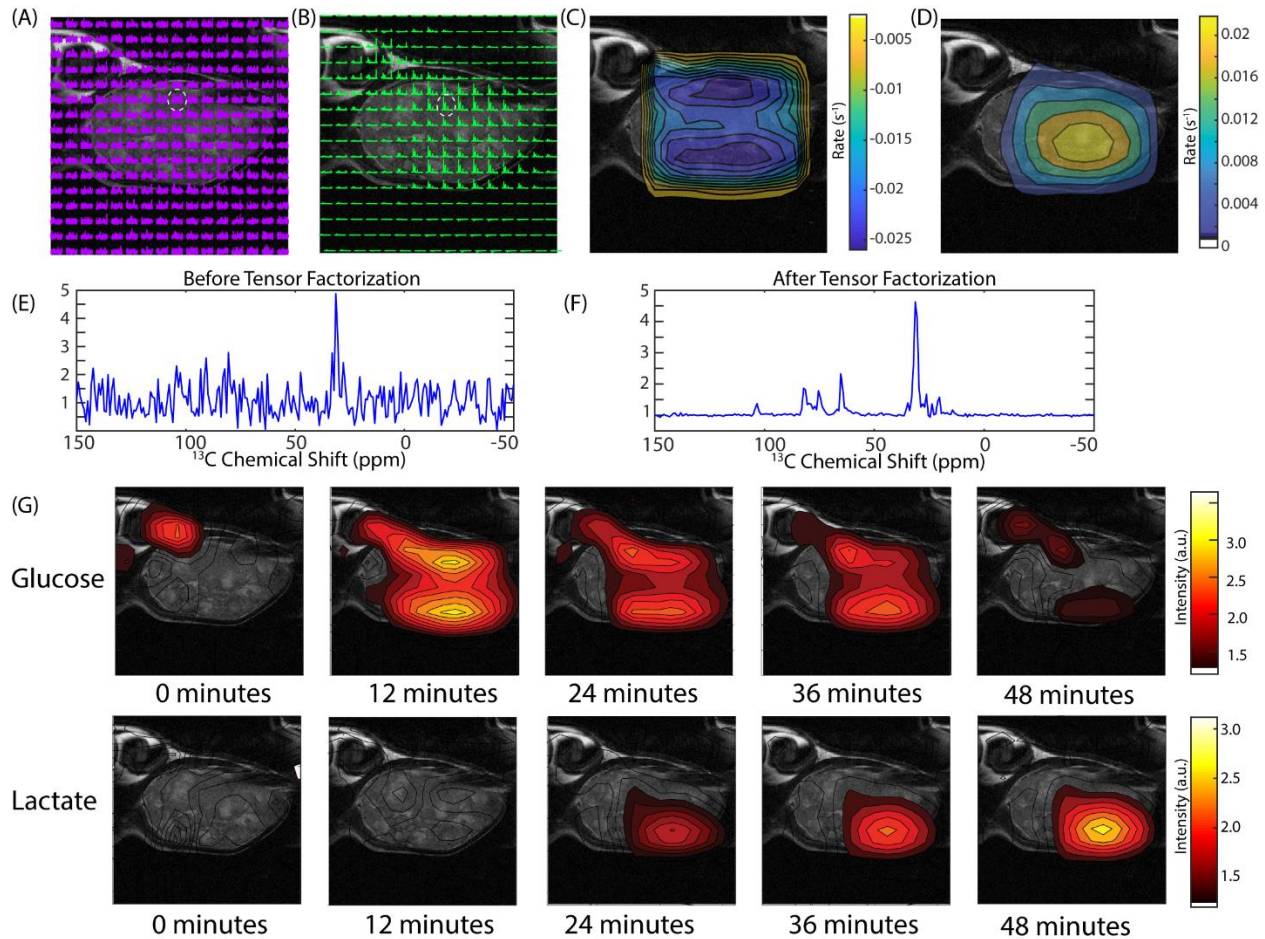 (A)
(B)
(C)
(D)
-0.005
-0.010
-0.015
-0.02
-0.025
Rate (s⁻¹)
0.02
0.016
0.012
0.008
0.004
0
Rate (s⁻¹)
(E)
Before Tensor Factorization
5
4
3
2
1
150
100
50
0
-50
¹³C Chemical Shift (ppm)
(F)
After Tensor Factorization
5
4
3
2
1
150
100
50
0
-50
¹³C Chemical Shift (ppm)
(G)
Glucose
0 minutes
12 minutes
24 minutes
36 minutes
48 minutes
3.0
2.5
2.0
1.5
Intensity (a.u.)
Lactate
0 minutes
12 minutes
24 minutes
36 minutes
48 minutes
3.0
2.5
2.0
1.5
Intensity (a.u.)